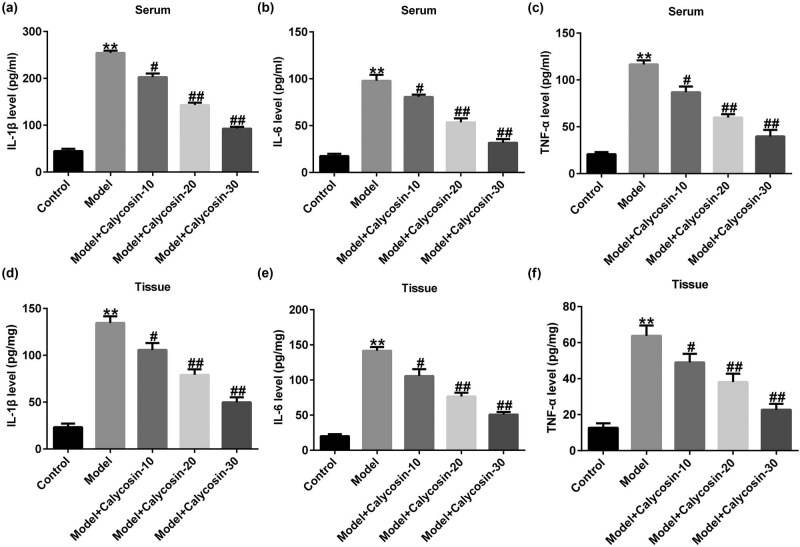 (a)
Serum
IL-1β level (pg/ml)
300
200
100
0
**
#
##
##
Control
Model
Model+Calycosin-10
Model+Calycosin-20
Model+Calycosin-30
(b)
Serum
IL-6 level (pg/ml)
150
100
50
0
**
#
##
##
Control
Model
Model+Calycosin-10
Model+Calycosin-20
Model+Calycosin-30
(c)
Serum
TNF-α level (pg/ml)
150
100
50
0
**
#
##
##
Control
Model
Model+Calycosin-10
Model+Calycosin-20
Model+Calycosin-30
(d)
Tissue
IL-1β level (pg/mg)
150
100
50
0
**
#
##
##
Control
Model
Model+Calycosin-10
Model+Calycosin-20
Model+Calycosin-30
(e)
Tissue
IL-6 level (pg/mg)
200
150
100
50
0
**
#
##
##
Control
Model
Model+Calycosin-10
Model+Calycosin-20
Model+Calycosin-30
(f)
Tissue
TNF-α level (pg/mg)
80
60
40
20
0
**
#
##
##
Control
Model
Model+Calycosin-10
Model+Calycosin-20
Model+Calycosin-30